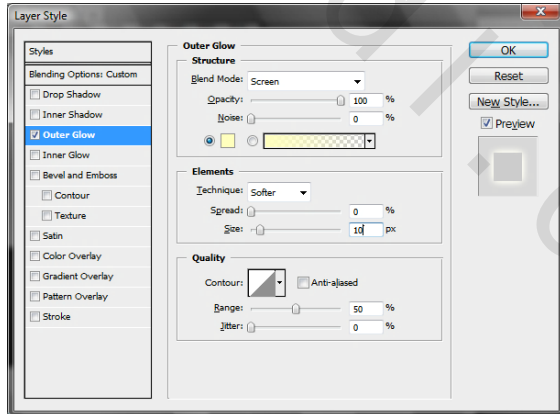 Layer Style
Styles
Blending Options: Custom
Drop Shadow
Inner Shadow
Outer Glow
Inner Glow
Bevel and Emboss
Contour
Texture
Satin
Color Overlay
Gradient Overlay
Pattern Overlay
Stroke
Outer Glow
Structure
Blend Mode: Screen
Opacity: 100 %
Noise: 0 %
Elements
Technique: Softer
Spread: 0 %
Size: 10 px
Quality
Contour: Anti-aliased
Range: 50 %
Jitter: 0 %
OK
Reset
New Style...
Preview